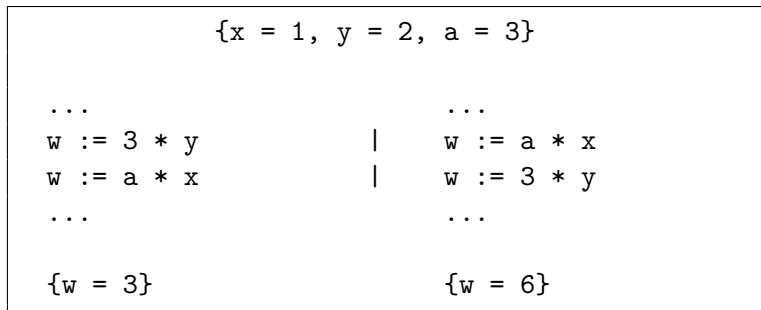 {x = 1, y = 2, a = 3}
... ...
w := 3 * y | w := a * x
w := a * x | w := 3 * y
... ...
{w = 3} {w = 6}